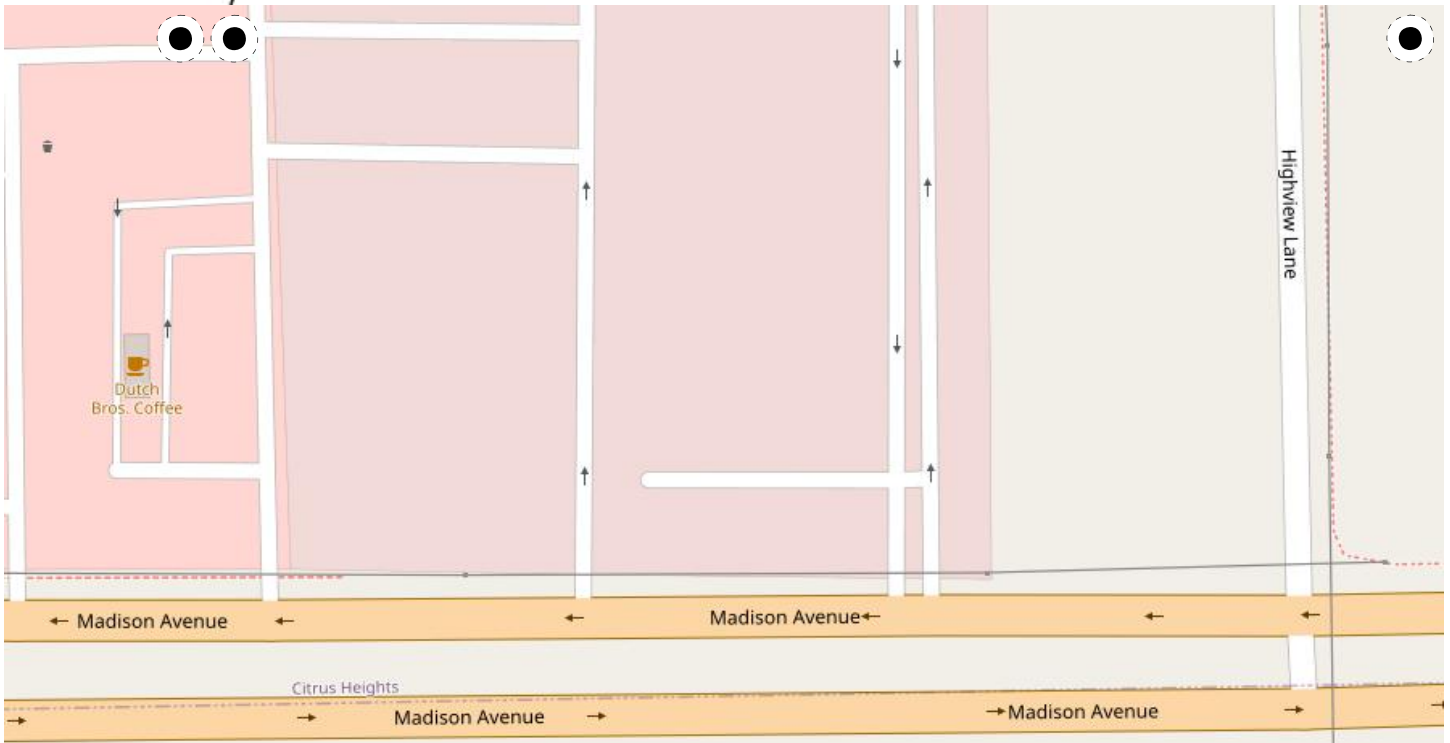 Highview Lane
Dutch
Bros. Coffee
Madison Avenue
Madison Avenue
Citrus Heights
Madison Avenue
Madison Avenue